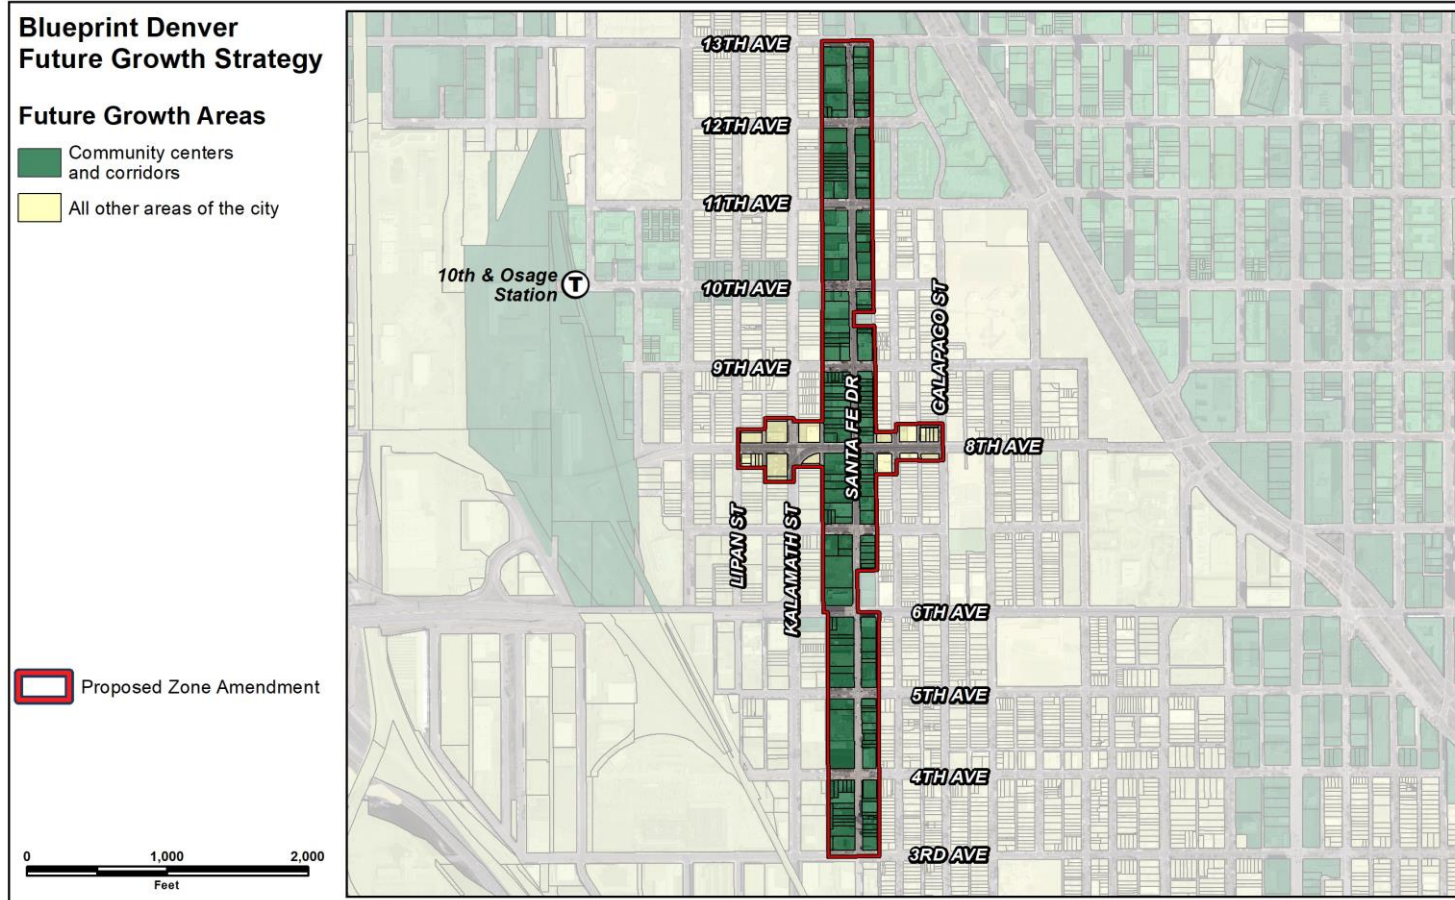 Blueprint Denver
Future Growth Strategy
Future Growth Areas
Community centers
and corridors
All other areas of the city
Proposed Zone Amendment
0 1,000 2,000
Feet
13TH AVE
12TH AVE
11TH AVE
10th & Osage
Station
T
10TH AVE
9TH AVE
GALAPAGO ST
SANTA FE DR
8TH AVE
LIPAN ST
KALAMATH ST
6TH AVE
5TH AVE
4TH AVE
3RD AVE